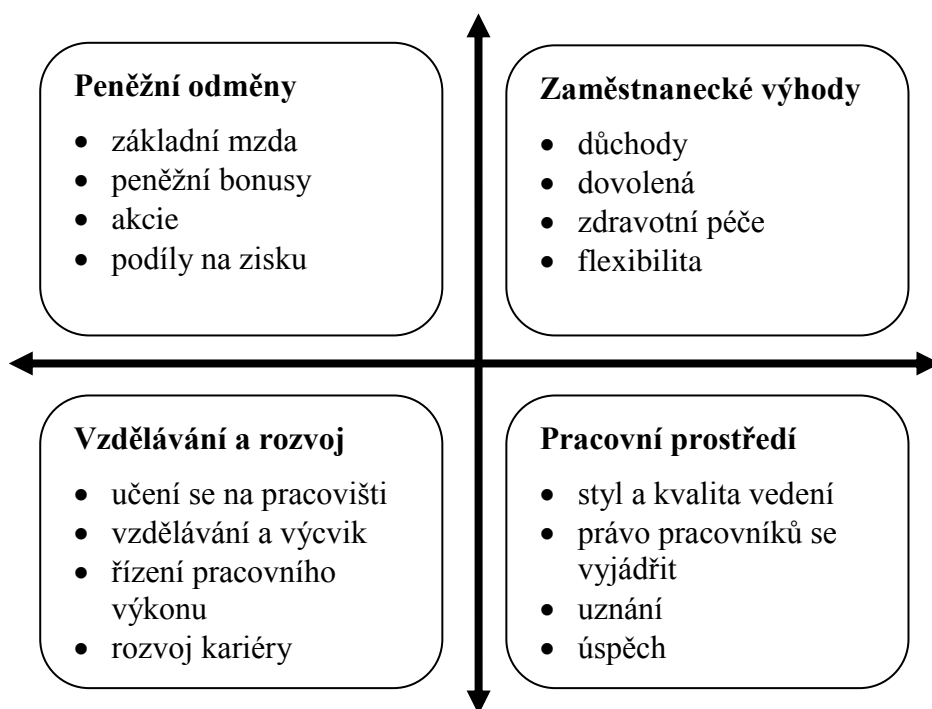 Peněžní odměny
• základní mzda
• peněžní bonusy
• akcie
• podíly na zisku
Zaměstnanecké výhody
• důchody
• dovolená
• zdravotní péče
• flexibilita
Vzdělávání a rozvoj
• učení se na pracovišti
• vzdělávání a výcvik
• řízení pracovního
výkonu
• rozvoj kariéry
Pracovní prostředí
• styl a kvalita vedení
• právo pracovníků se
vyjádřit
• uznání
• úspěch